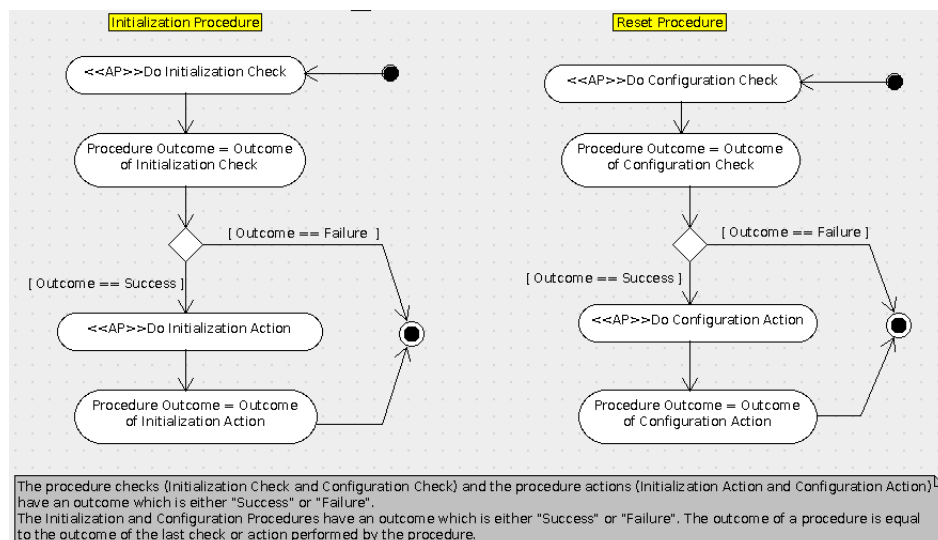 Initialization Procedure
<<AP>>Do Initialization Check
Procedure Outcome = Outcome
of Initialization Check
[ Outcome == Failure ]
[ Outcome == Success ]
<<AP>>Do Initialization Action
Procedure Outcome = Outcome
of Initialization Action
Reset Procedure
<<AP>>Do Configuration Check
Procedure Outcome = Outcome
of Configuration Check
[ Outcome == Failure ]
[ Outcome == Success ]
<<AP>>Do Configuration Action
Procedure Outcome = Outcome
of Configuration Action
The procedure checks (Initialization Check and Configuration Check) and the procedure actions (Initialization Action and Configuration Action)
have an outcome which is either "Success" or "Failure".
The Initialization and Configuration Procedures have an outcome which is either "Success" or "Failure". The outcome of a procedure is equal
to the outcome of the last check or action performed by the procedure.